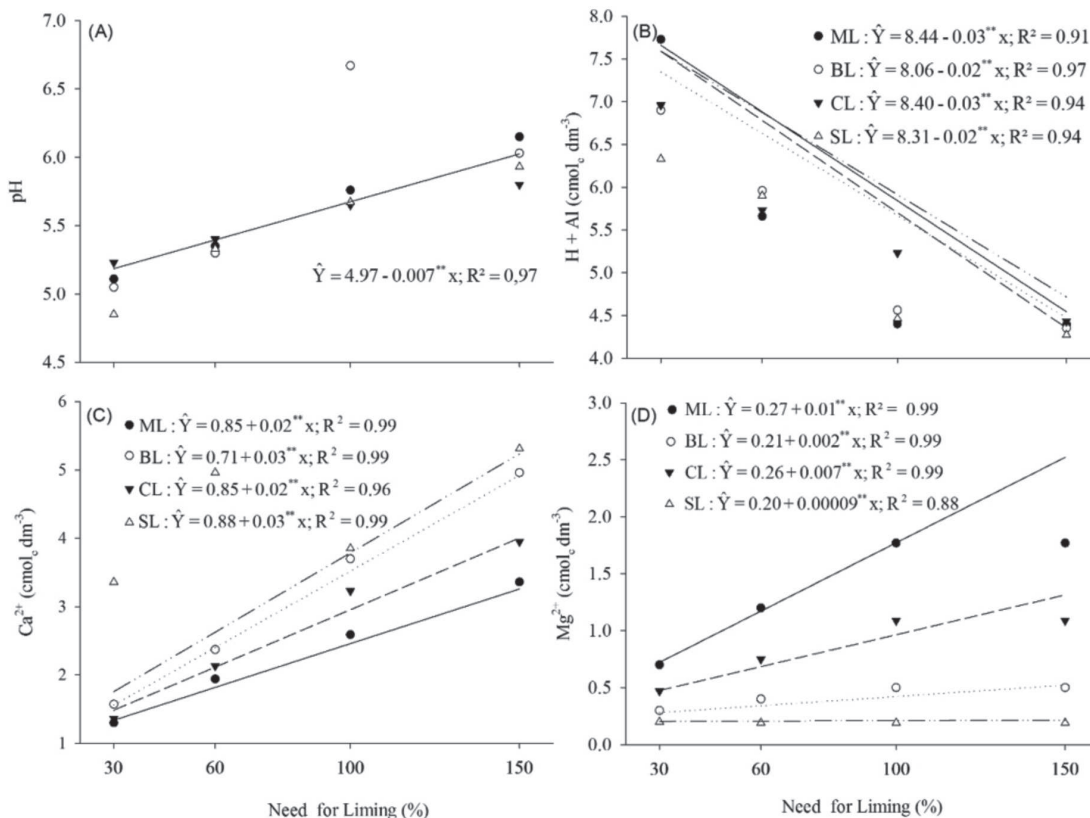 (A)
7.0
6.5
6.0
5.5
5.0
4.5
pH
Ŷ = 4.97 - 0.007** x; R² = 0,97
30 60 100 150
(B)
8.0
7.5
7.0
6.5
6.0
5.5
5.0
4.5
4.0
H + Al (cmolc dm-3)
ML : Ŷ = 8.44 - 0.03** x; R² = 0.91
BL : Ŷ = 8.06 - 0.02** x; R² = 0.97
CL : Ŷ = 8.40 - 0.03** x; R² = 0.94
SL : Ŷ = 8.31 - 0.02** x; R² = 0.94
30 60 100 150
(C)
6
5
4
3
2
1
Ca2+ (cmolc dm-3)
ML : Ŷ = 0.85 + 0.02** x; R² = 0.99
BL : Ŷ = 0.71 + 0.03** x; R² = 0.99
CL : Ŷ = 0.85 + 0.02** x; R² = 0.96
SL : Ŷ = 0.88 + 0.03** x; R² = 0.99
30 60 100 150
Need for Liming (%)
(D)
3.0
2.5
2.0
1.5
1.0
0.5
0.0
Mg2+ (cmolc dm-3)
ML : Ŷ = 0.27 + 0.01** x; R² = 0.99
BL : Ŷ = 0.21 + 0.002** x; R² = 0.99
CL : Ŷ = 0.26 + 0.007** x; R² = 0.99
SL : Ŷ = 0.20 + 0.00009** x; R² = 0.88
30 60 100 150
Need for Liming (%)